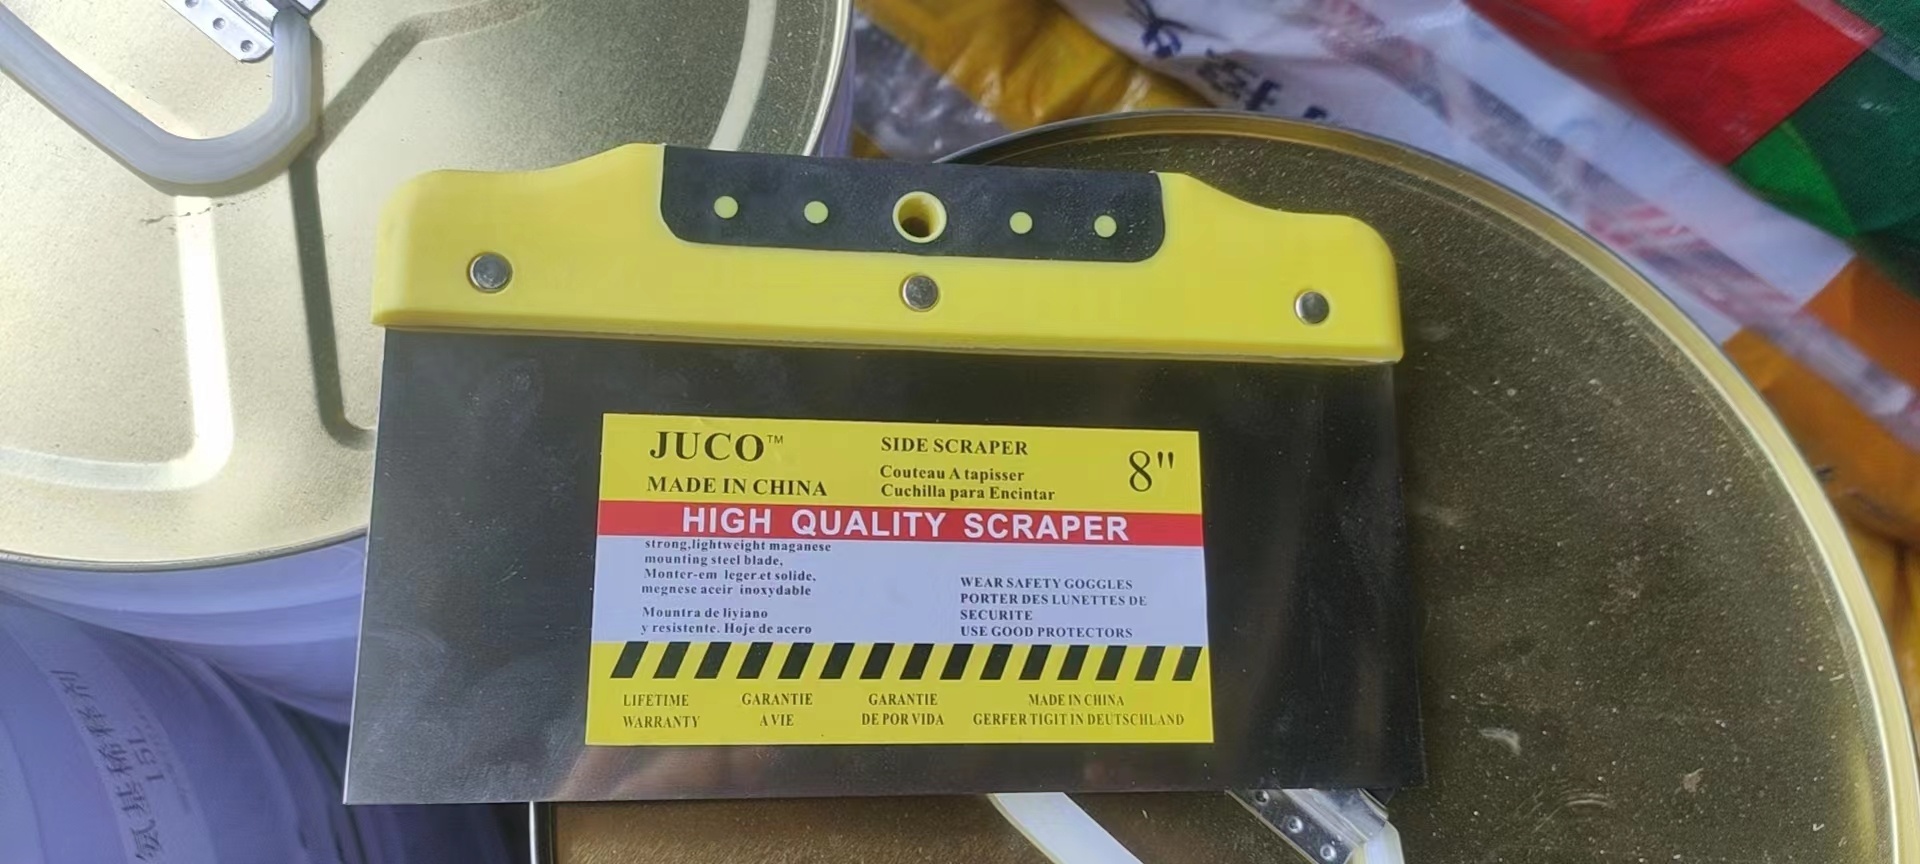 JUCO™
MADE IN CHINA
SIDE SCRAPER
Couteau A tapisser
Cuchilla para Encintar
8"
HIGH QUALITY SCRAPER
strong,lightweight maganese
mounting steel blade,
Monter-em leger.et solide,
megnese aceir inoxydable
Mountra de liyiano
y resistente. Hoje de acero
WEAR SAFETY GOGGLES
PORTER DES LUNETTES DE
SECURITE
USE GOOD PROTECTORS
LIFETIME
WARRANTY
GARANTIE
A VIE
GARANTIE
DE POR VIDA
MADE IN CHINA
GERFERTIGIT IN DEUTSCHLAND
15L